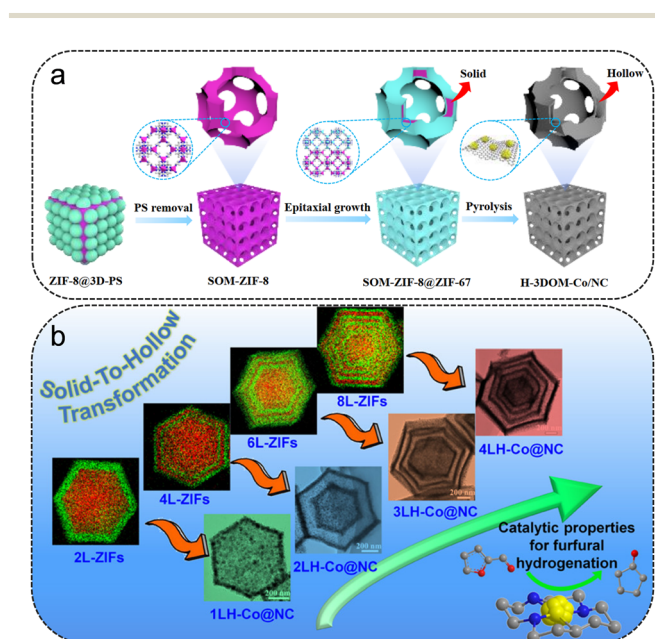 a
Solid
Hollow
PS removal
Epitaxial growth
Pyrolysis
ZIF-8@3D-PS
SOM-ZIF-8
SOM-ZIF-8@ZIF-67
H-3DOM-Co/NC
b
Solid-To-Hollow
Transformation
8L-ZIFs
6L-ZIFs
4L-ZIFs
2L-ZIFs
200 nm
4LH-Co@NC
200 nm
3LH-Co@NC
200 nm
2LH-Co@NC
200 nm
1LH-Co@NC
Catalytic properties
for furfural
hydrogenation